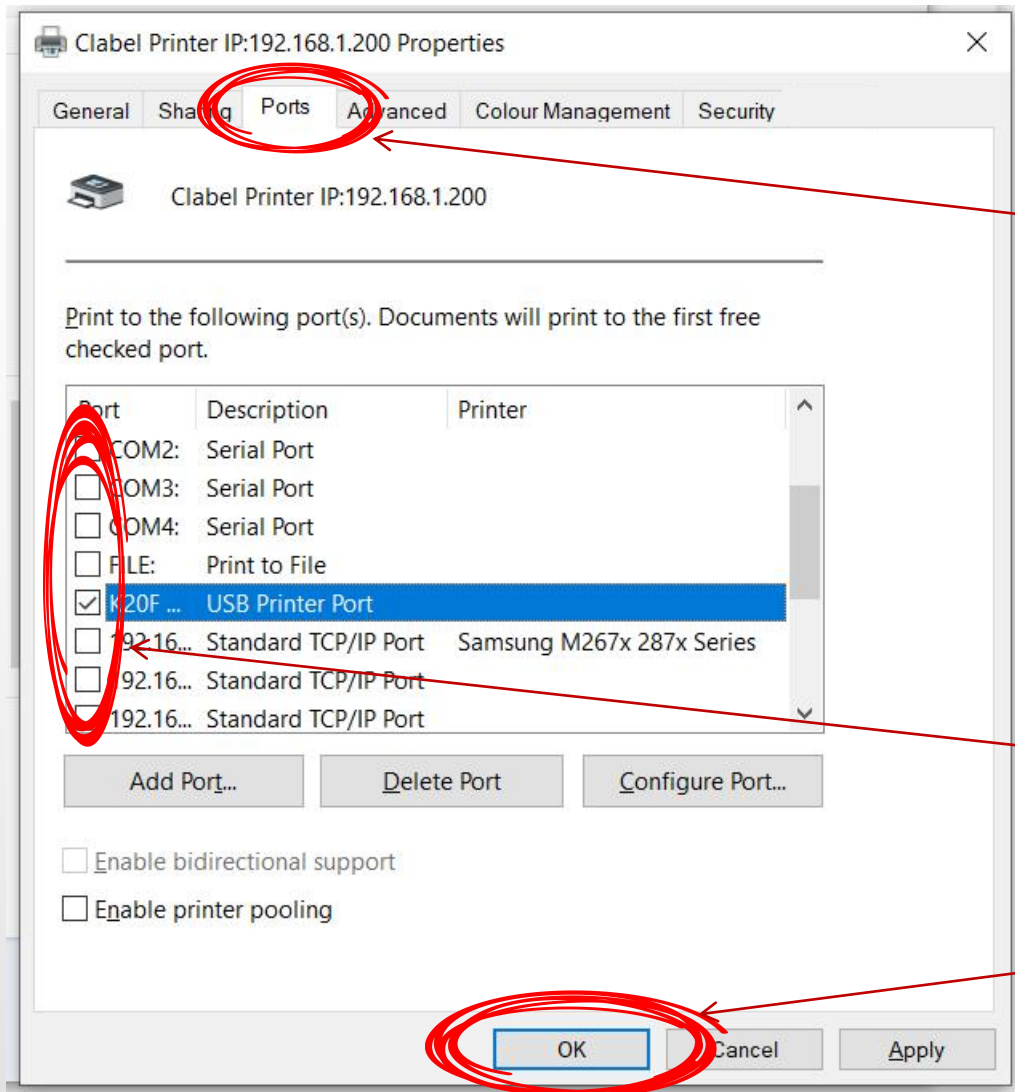 Clabel Printer IP:192.168.1.200 Properties
General Sharing Ports Advanced Colour Management Security
Clabel Printer IP:192.168.1.200
Print to the following port(s). Documents will print to the first free
checked port.
Port Description Printer
COM2: Serial Port
COM3: Serial Port
COM4: Serial Port
FILE: Print to File
K20F ... USB Printer Port
192.16... Standard TCP/IP Port Samsung M267x 287x Series
192.16... Standard TCP/IP Port
192.16... Standard TCP/IP Port
Add Port... Delete Port Configure Port...
Enable bidirectional support
Enable printer pooling
OK Cancel Apply